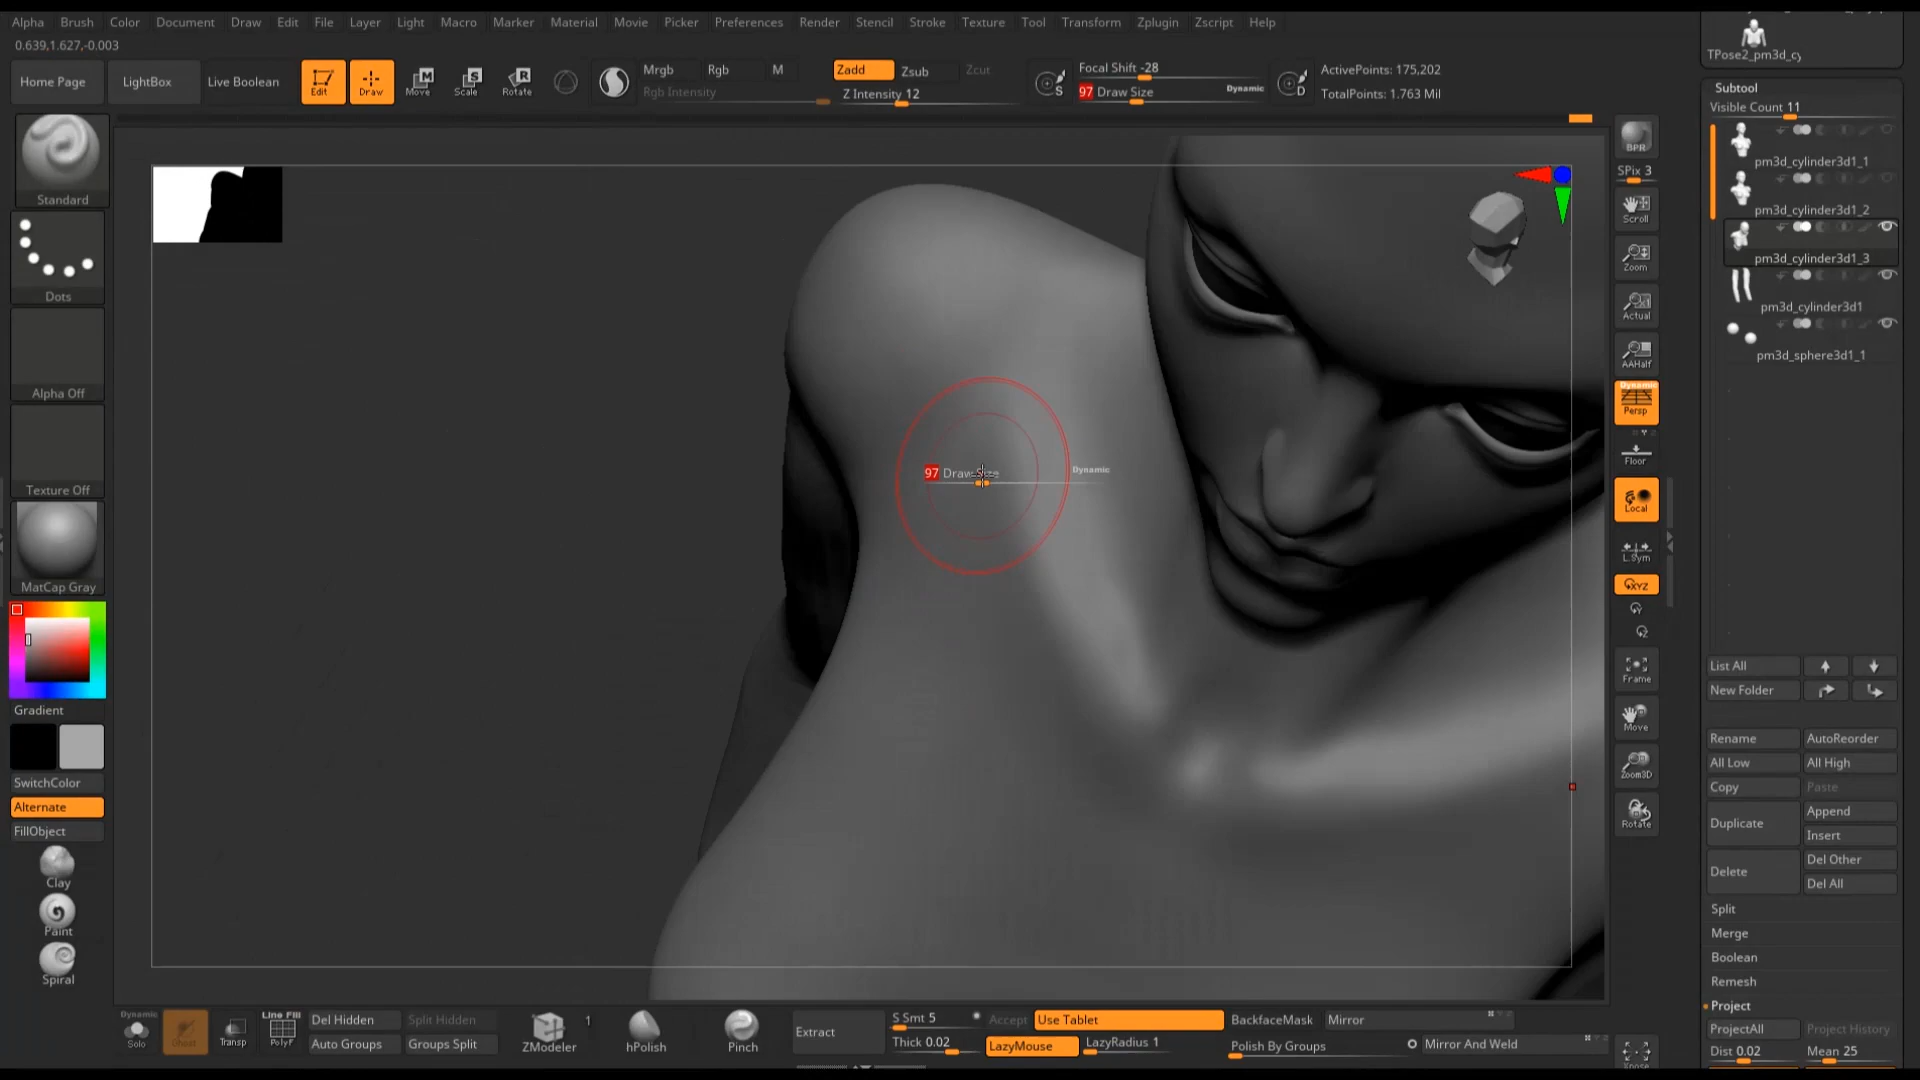 Alpha Brush Color Document Draw Edit File Layer Light Macro Marker Material Movie Picker Preferences Render Stencil Stroke Texture Tool Transform Zplugin Zscript Help
0.639,1.627,-0.003
TPose2_pm3d_cy
Home Page
LightBox
Live Boolean
Edit
Draw
Move
Scale
Rotate
Mrgb
Rgb
M
Rgb Intensity
Zadd
Zsub
Zcut
Z Intensity 12
S
Focal Shift -28
97 Draw Size
Dynamic
D
ActivePoints: 175,202
TotalPoints: 1.763 Mil
Standard
Dots
Alpha Off
Texture Off
MatCap Gray
Gradient
SwitchColor
Alternate
FillObject
Clay
Paint
Spiral
97 Draw Size
Dynamic
BPR
SPix 3
Scroll
Zoom
Actual
AAHalf
Dynamic
Persp
Floor
Local
L.Sym
XYZ
Frame
Move
Zoom3D
Rotate
Xpose
Subtool
Visible Count 11
pm3d_cylinder3d1_1
pm3d_cylinder3d1_2
pm3d_cylinder3d1_3
pm3d_cylinder3d1
pm3d_sphere3d1_1
List All
New Folder
Rename
AutoReorder
All Low
All High
Copy
Paste
Duplicate
Append
Insert
Delete
Del Other
Del All
Split
Merge
Boolean
Remesh
Project
ProjectAll
Project History
Dist 0.02
Mean 25
Dynamic
Solo
Ghost
Transp
Line Fill
PolyF
Del Hidden
Split Hidden
Auto Groups
Groups Split
ZModeler
1
hPolish
Pinch
Extract
S Smt 5
Accept
Thick 0.02
Use Tablet
LazyMouse
LazyRadius 1
BackfaceMask
Mirror
Polish By Groups
Mirror And Weld